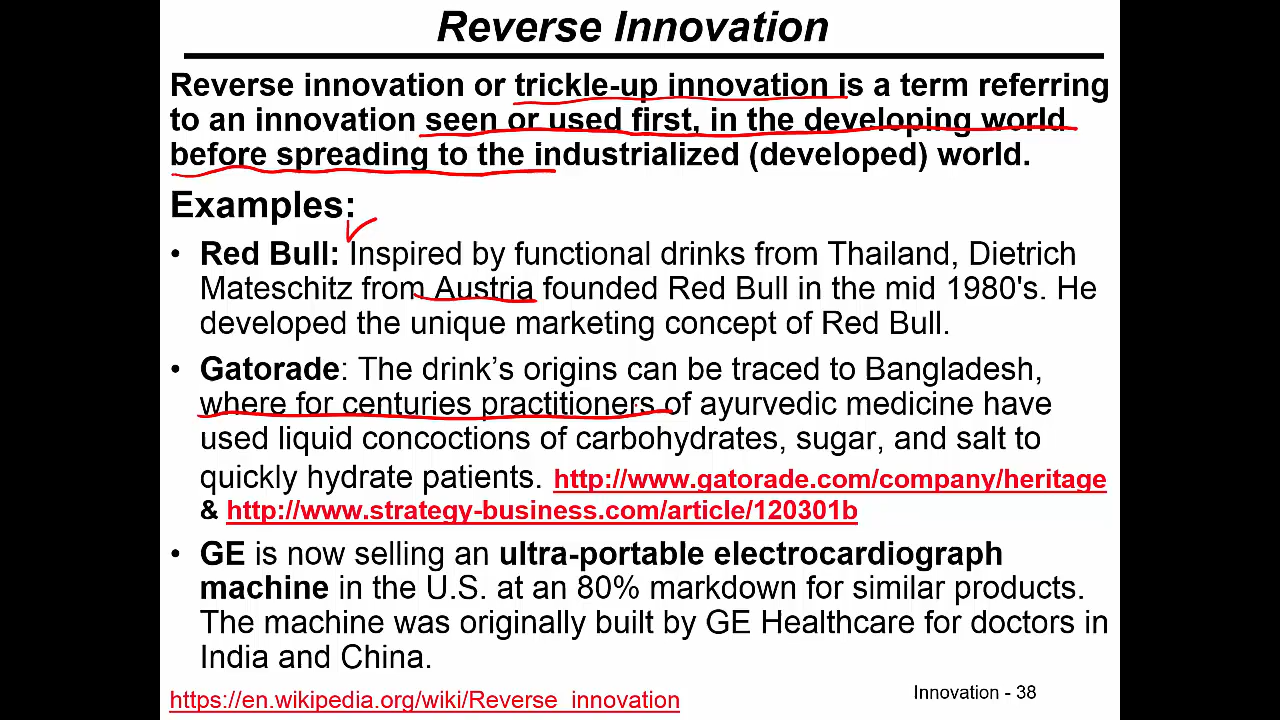 Reverse Innovation
Reverse innovation or trickle-up innovation is a term referring
to an innovation seen or used first, in the developing world
before spreading to the industrialized (developed) world.
Examples:
• Red Bull: Inspired by functional drinks from Thailand, Dietrich
Mateschitz from Austria founded Red Bull in the mid 1980's. He
developed the unique marketing concept of Red Bull.
• Gatorade: The drink’s origins can be traced to Bangladesh,
where for centuries practitioners of ayurvedic medicine have
used liquid concoctions of carbohydrates, sugar, and salt to
quickly hydrate patients. http://www.gatorade.com/company/heritage
& http://www.strategy-business.com/article/120301b
• GE is now selling an ultra-portable electrocardiograph
machine in the U.S. at an 80% markdown for similar products.
The machine was originally built by GE Healthcare for doctors in
India and China.
https://en.wikipedia.org/wiki/Reverse_innovation
Innovation - 38